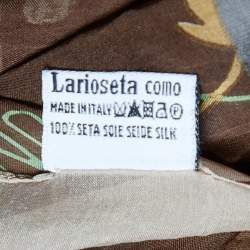 Larioseta como
MADE IN ITALY
100% SETA SOIE SEIDE SILK